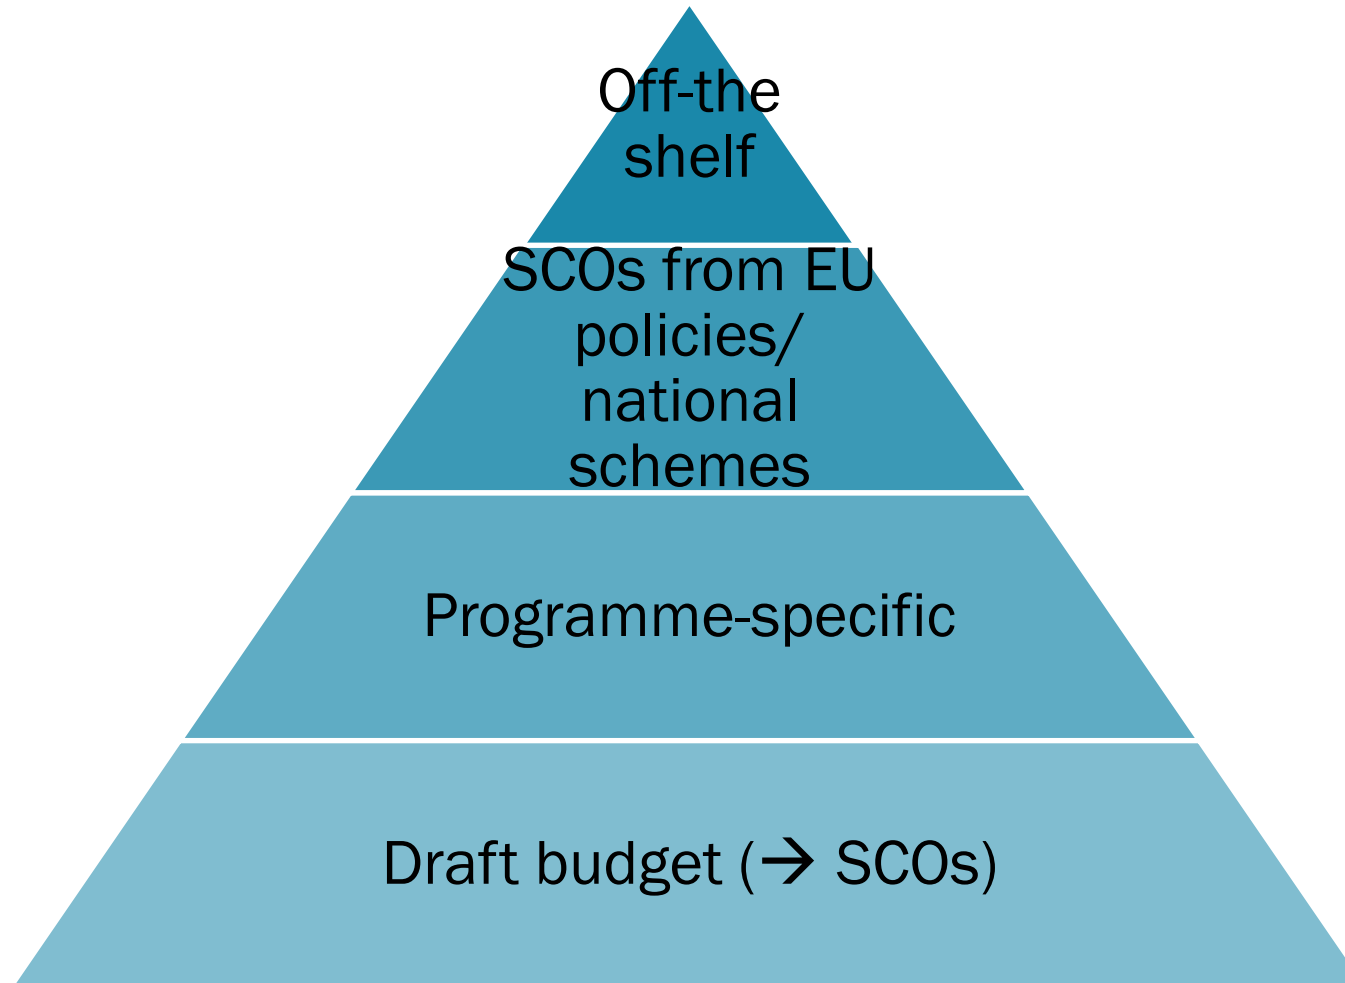 Off-the
shelf
SCOs from EU
policies/
national
schemes
Programme-specific
Draft budget (→ SCOs)